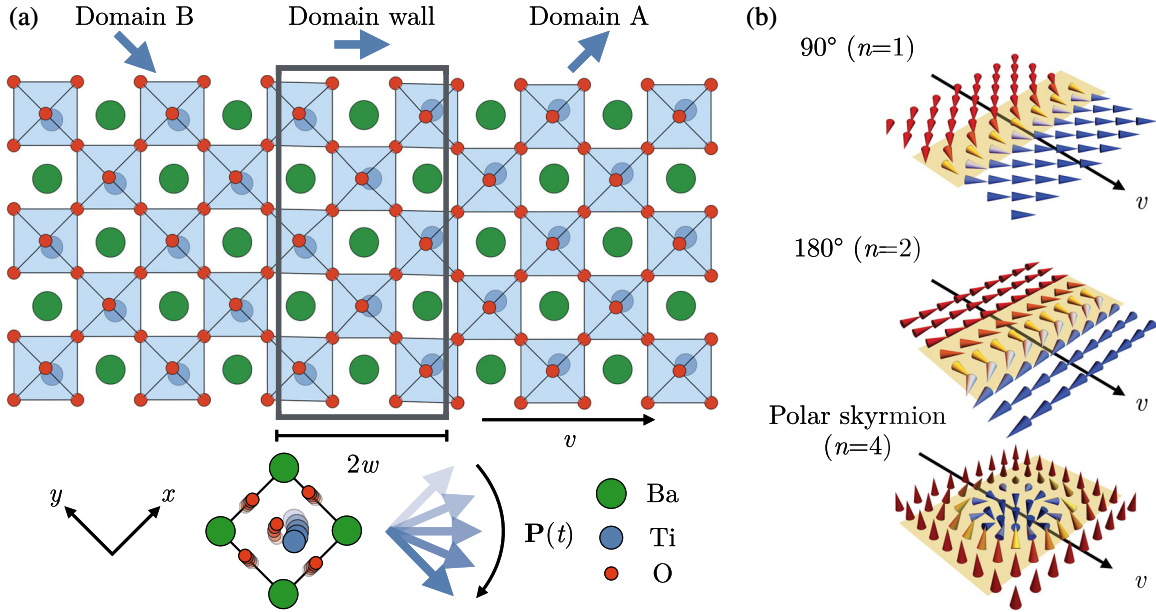 (a)
Domain B
Domain wall
Domain A
v
2w
y
x
P(t)
Ba
Ti
O
(b)
90° (n=1)
v
180° (n=2)
v
Polar skyrmion
(n=4)
v